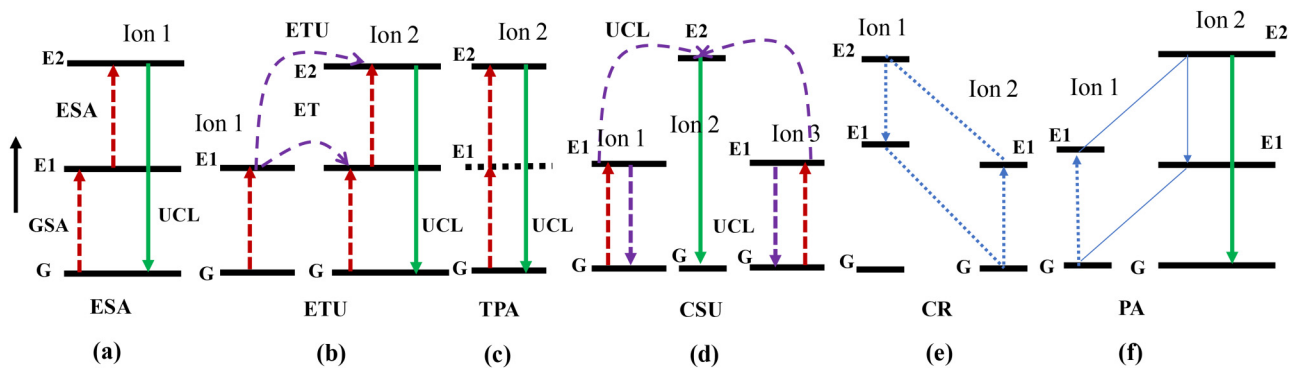 Ion 1
E2
ESA
E1
GSA
UCL
G
ESA
(a)
ETU
Ion 2
E2
ET
Ion 1
E1
UCL
G
ETU
(b)
Ion 2
E2
E1
UCL
G
TPA
(c)
UCL
E2
Ion 1
Ion 2
Ion 3
E1
E1
UCL
G
G
G
CSU
(d)
Ion 1
E2
Ion 2
E1
E1
G
G
CR
(e)
Ion 2
E2
Ion 1
E1
E1
G
G
PA
(f)